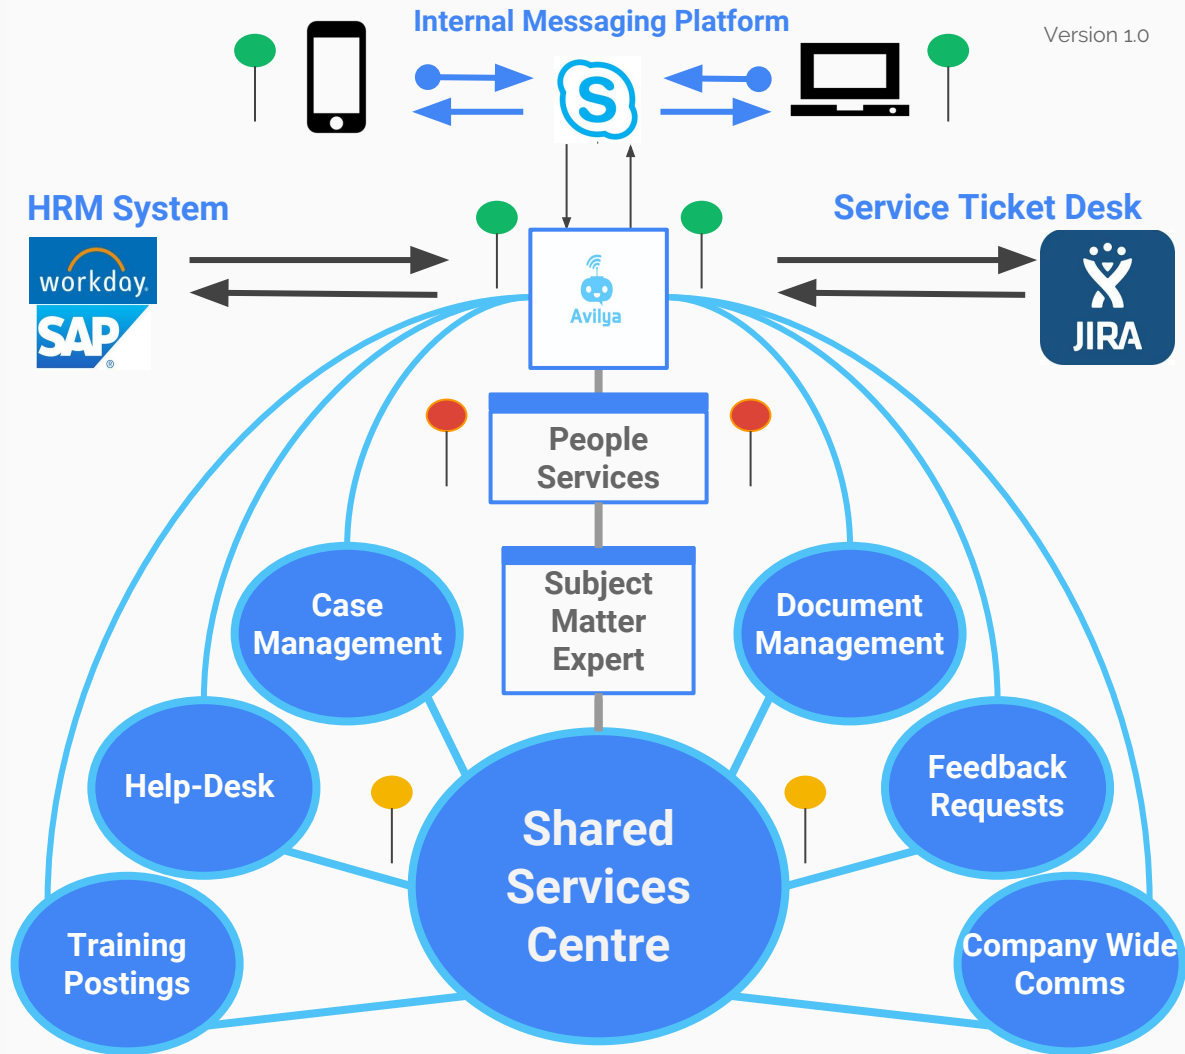 Internal Messaging Platform
Version 1.0
S
HRM System
Service Ticket Desk
workday.
SAP®
Avilya
JIRA
People
Services
Subject
Matter
Expert
Case
Management
Document
Management
Help-Desk
Feedback
Requests
Shared
Services
Centre
Training
Postings
Company Wide
Comms